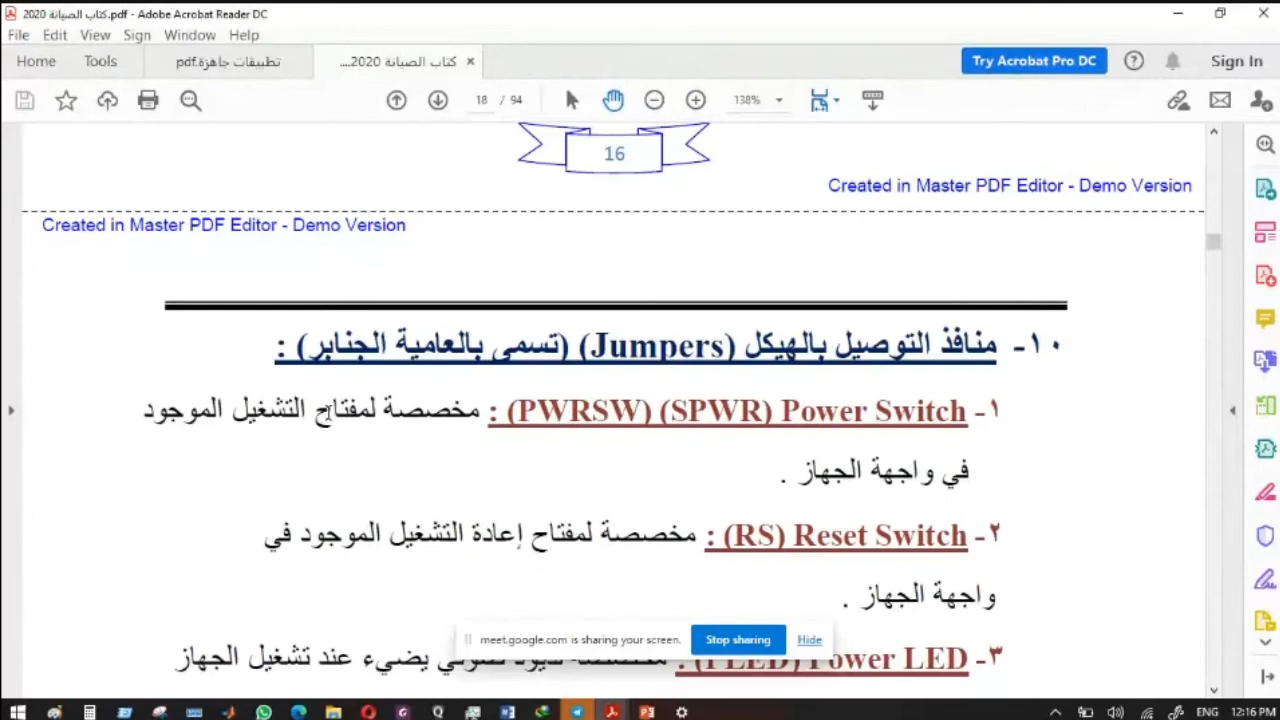 كتاب الصيانة 2020.pdf - Adobe Acrobat Reader DC
File Edit View Sign Window Help
Home Tools تطبيقات جاهزة.pdf كتاب الصيانة 2020.... × Try Acrobat Pro DC Sign In
18 / 94 138%
16
Created in Master PDF Editor - Demo Version
Created in Master PDF Editor - Demo Version
١٠- منافذ التوصيل بالهيكل (Jumpers) (تسمى بالعامية الجنابر) :
١- Power Switch (SPWR) (PWRSW) : مخصصة لمفتاح التشغيل الموجود
في واجهة الجهاز .
٢- Reset Switch (RS) : مخصصة لمفتاح إعادة التشغيل الموجود في
واجهة الجهاز .
meet.google.com is sharing your screen. Stop sharing Hide
٣- Power LED (PLED) : يضيء عند تشغيل الجهاز
ENG 12:16 PM